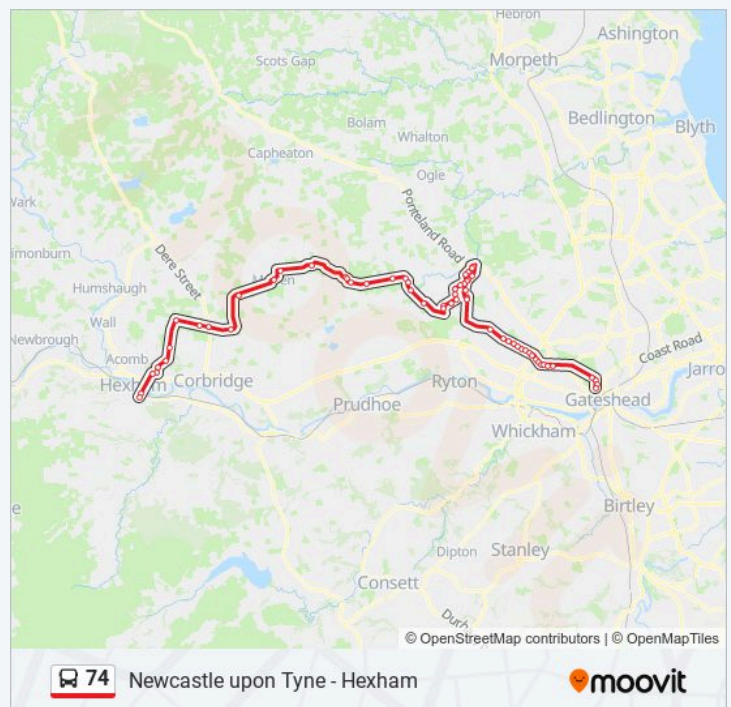 Hebron
Ashington
Scots Gap
Morpeth
Bedlington
Bolam
Blyth
Whalton
Capheaton
Ogle
Wark
Ponteland Road
Dere Street
Humshaugh
Wall
Newbrough
Acomb
Coast Road
Hexham
Corbridge
Ryton
Gateshead
Prudhoe
Whickham
Birtley
Dipton
Stanley
Consett
© OpenStreetMap contributors | © OpenMapTiles
74 Newcastle upon Tyne - Hexham
moovit